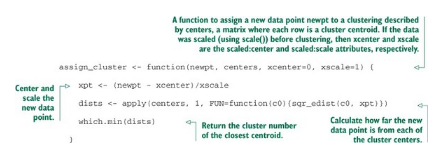 A function to assign a new data point newpt to a clustering described
by centers, a matrix where each row is a cluster centroid. If the data
was scaled (using scale()) before clustering, then xcenter and xscale
are the scaled:center and scaled:scale attributes, respectively.
assign_cluster <- function(newpt, centers, xcenter=0, xscale=1) {
Center and
scale the
new data
point.
xpt <- (newpt - xcenter)/xscale
dists <- apply(centers, 1, FUN=function(c0){sqr_edist(c0, xpt)})
which.min(dists)
}
Return the cluster number
of the closest centroid.
Calculate how far the new
data point is from each of
the cluster centers.